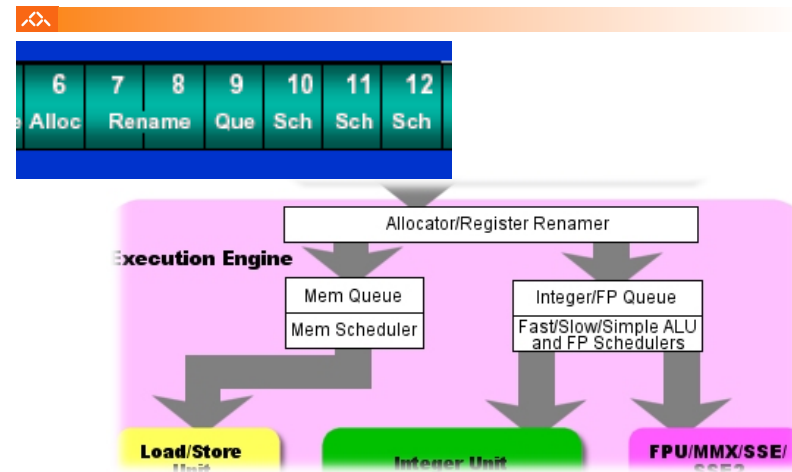 6 7 8 9 10 11 12
Alloc Rename Que Sch Sch Sch
Allocator/Register Renamer
Execution Engine
Mem Queue
Mem Scheduler
Integer/FP Queue
Fast/Slow/Simple ALU
and FP Schedulers
Load/Store
Unit
Integer Unit
FPU/MMX/SSE/
SSE2